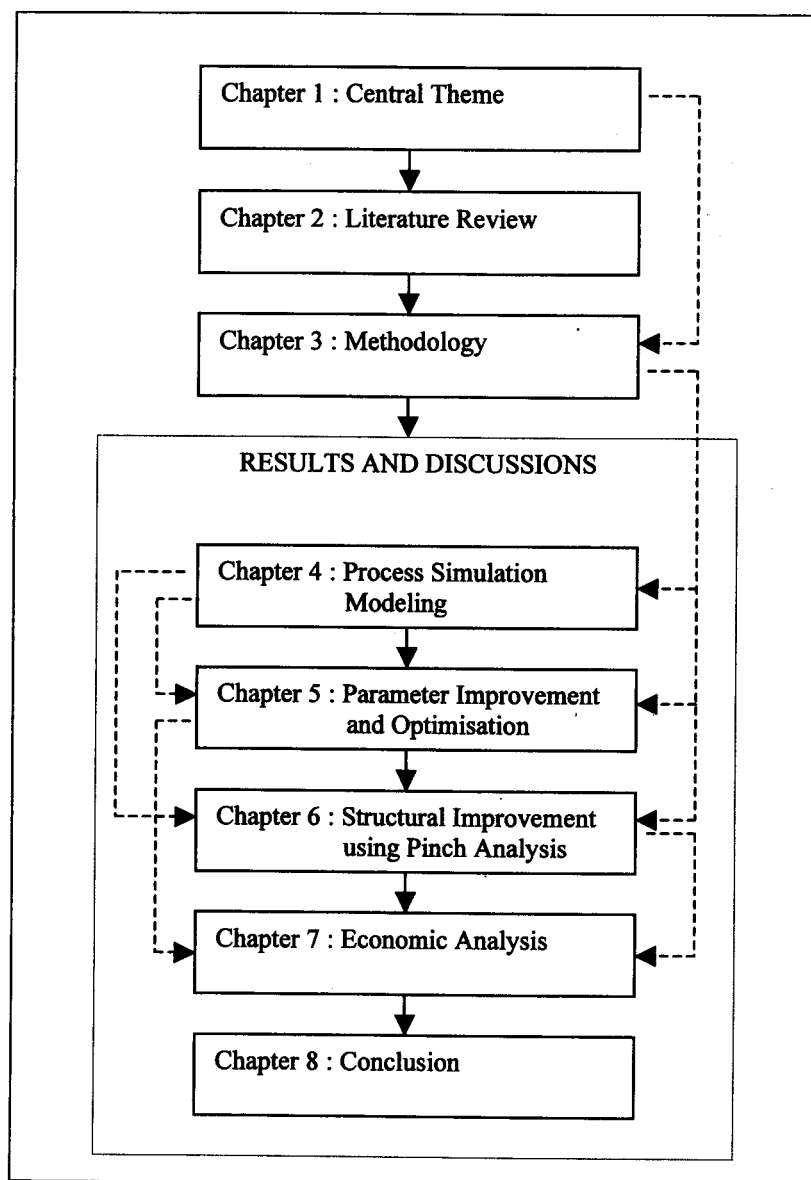 Chapter 1 : Central Theme
Chapter 2 : Literature Review
Chapter 3 : Methodology
RESULTS AND DISCUSSIONS
Chapter 4 : Process Simulation
Modeling
Chapter 5 : Parameter Improvement
and Optimisation
Chapter 6 : Structural Improvement
using Pinch Analysis
Chapter 7 : Economic Analysis
Chapter 8 : Conclusion